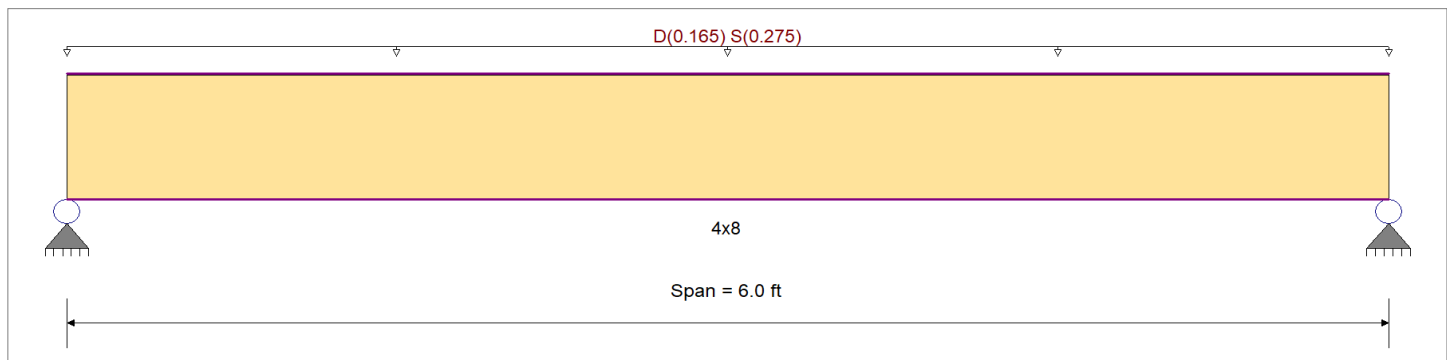 D(0.165) S(0.275)
4x8
Span = 6.0 ft